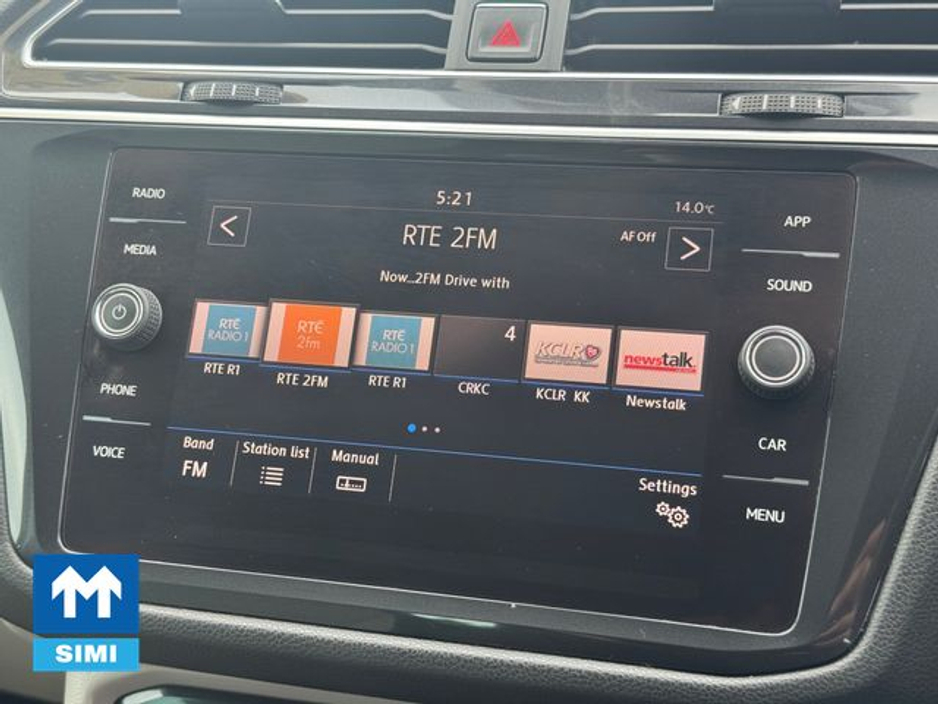 RADIO
MEDIA
PHONE
VOICE
5:21
14.0°C
<
RTE 2FM
AF Off
>
Now...2FM Drive with
RTÉ
RADIO 1
RTÉ
2fm
RTÉ
RADIO 1
4
KCLR
newstalk
RTE R1
RTE 2FM
RTE R1
CRKC
KCLR KK
Newstalk
Band
FM
Station list
Manual
Settings
APP
SOUND
CAR
MENU
SIMI